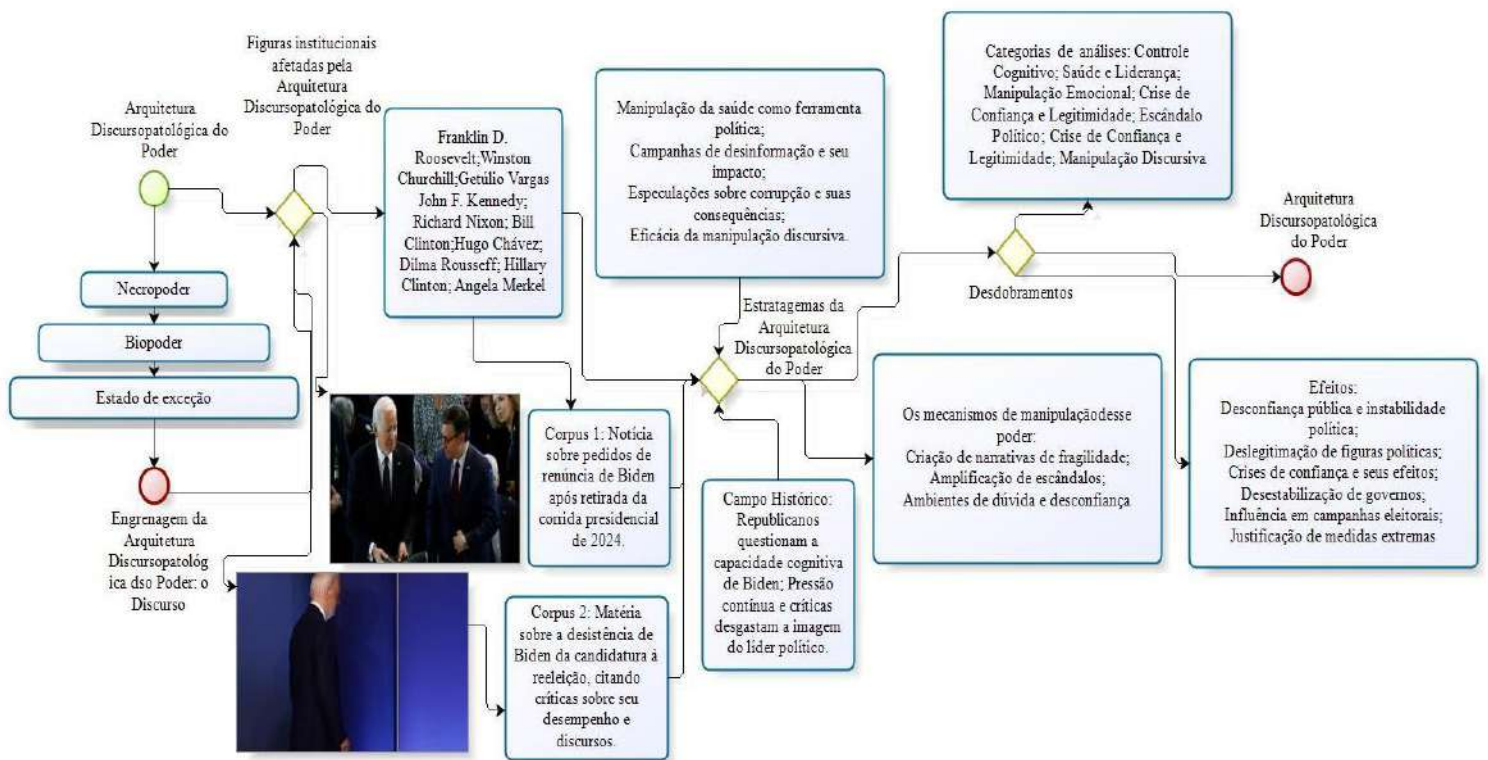 Arquitetura
Discursopatológica do
Poder
Necropoder
Biopoder
Estado de exceção
Engrenagem da
Arquitetura
Discursopatológ
ica dso Poder: o
Discurso
Figuras institucionais
afetadas pela
Arquitetura
Discursopatológica do
Poder
Franklin D.
Roosevelt;Winston
Churchill;Getúlio Vargas
John F. Kennedy;
Richard Nixon; Bill
Clinton;Hugo Chávez;
Dilma Rousseff; Hillary
Clinton; Angela Merkel
Corpus 1: Notícia
sobre pedidos de
renúncia de Biden
após retirada da
corrida presidencial
de 2024.
Corpus 2: Matéria
sobre a desistência de
Biden da candidatura à
reeleição, citando
críticas sobre seu
desempenho e
discursos.
Manipulação da saúde como ferramenta
política;
Campanhas de desinformação e seu
impacto;
Especulações sobre corrupção e suas
consequências;
Eficácia da manipulação discursiva.
Estratagemas da
Arquitetura
Discursopatológica
do Poder
Campo Histórico:
Republicanos
questionam a
capacidade cognitiva
de Biden; Pressão
contínua e críticas
desgastam a imagem
do líder político.
Os mecanismos de manipulaçãodesse
poder:
Criação de narrativas de fragilidade;
Amplificação de escândalos;
Ambientes de dúvida e desconfiança
Categorias de análises: Controle
Cognitivo; Saúde e Liderança;
Manipulação Emocional; Crise de
Confiança e Legitimidade; Escândalo
Político; Crise de Confiança e
Legitimidade; Manipulação Discursiva
Desdobramentos
Arquitetura
Discursopatológica
do Poder
Efeitos:
Desconfiança pública e instabilidade
política;
Deslegitimação de figuras políticas;
Crises de confiança e seus efeitos;
Desestabilização de governos;
Influência em campanhas eleitorais;
Justificação de medidas extremas